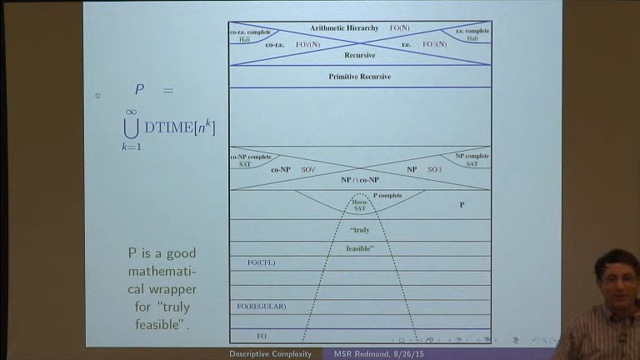 P =
∞
⋃ DTIME[n^k]
k=1
P is a good
mathemati-
cal wrapper
for "truly
feasible".
Arithmetic Hierarchy FO(N)
co-r.e. complete
Halt
co-r.e. FO∀(N)
r.e. FO∃(N)
r.e. complete
Halt
Recursive
Primitive Recursive
co-NP complete
SAT
co-NP SO∀
NP SO∃
NP complete
SAT
NP ∩ co-NP
P complete
Horn-
SAT
P
"truly
feasible"
FO(CFL)
FO(REGULAR)
FO
Descriptive Complexity
MSR Redmond, 8/26/15